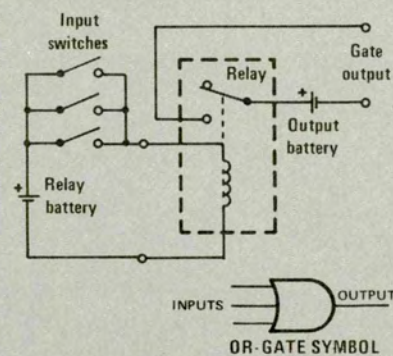 Input
switches
Relay
Gate
output
+
Output
battery
+
Relay
battery
INPUTS
OUTPUT
OR-GATE SYMBOL